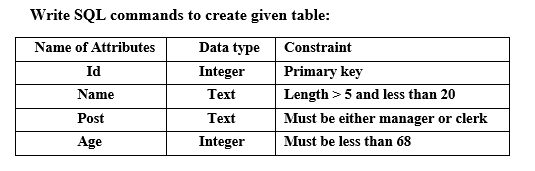 Write SQL commands to create given table:
Name of Attributes Data type Constraint
Id Integer Primary key
Name Text Length > 5 and less than 20
Post Text Must be either manager or clerk
Age Integer Must be less than 68